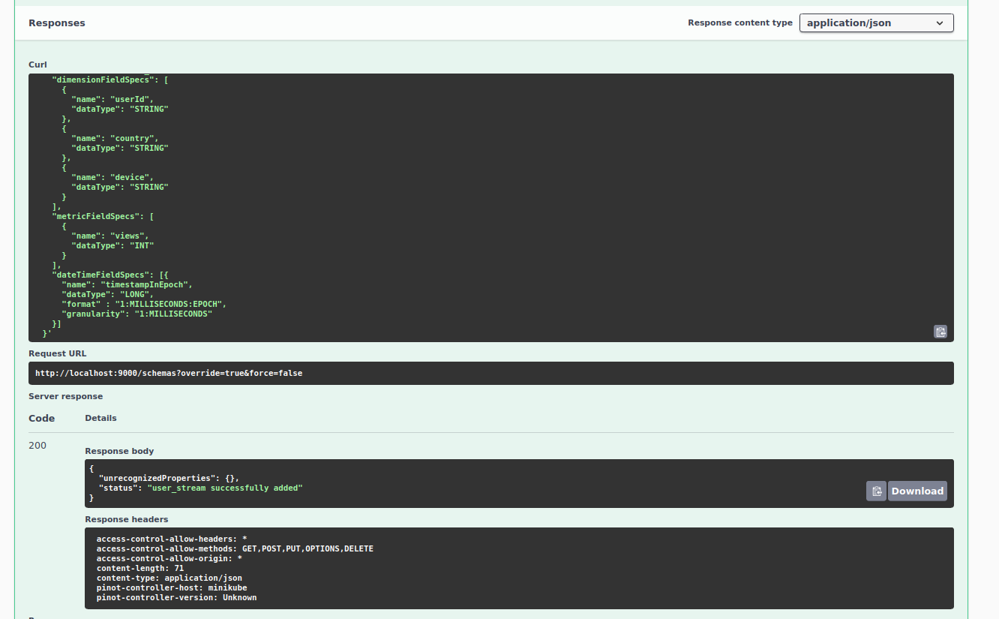 Responses
Response content type
application/json
Curl
"dimensionFieldSpecs": [
{
"name": "userId",
"dataType": "STRING"
},
{
"name": "country",
"dataType": "STRING"
},
{
"name": "device",
"dataType": "STRING"
}
],
"metricFieldSpecs": [
{
"name": "views",
"dataType": "INT"
}
],
"dateTimeFieldSpecs": [{
"name": "timestampInEpoch",
"dataType": "LONG",
"format" : "1:MILLISECONDS:EPOCH",
"granularity": "1:MILLISECONDS"
}]
}'
Request URL
http://localhost:9000/schemas?override=true&force=false
Server response
Code Details
200
Response body
{
"unrecognizedProperties": {},
"status": "user_stream successfully added"
}
Download
Response headers
access-control-allow-headers: *
access-control-allow-methods: GET,POST,PUT,OPTIONS,DELETE
access-control-allow-origin: *
content-length: 71
content-type: application/json
pinot-controller-host: minikube
pinot-controller-version: Unknown